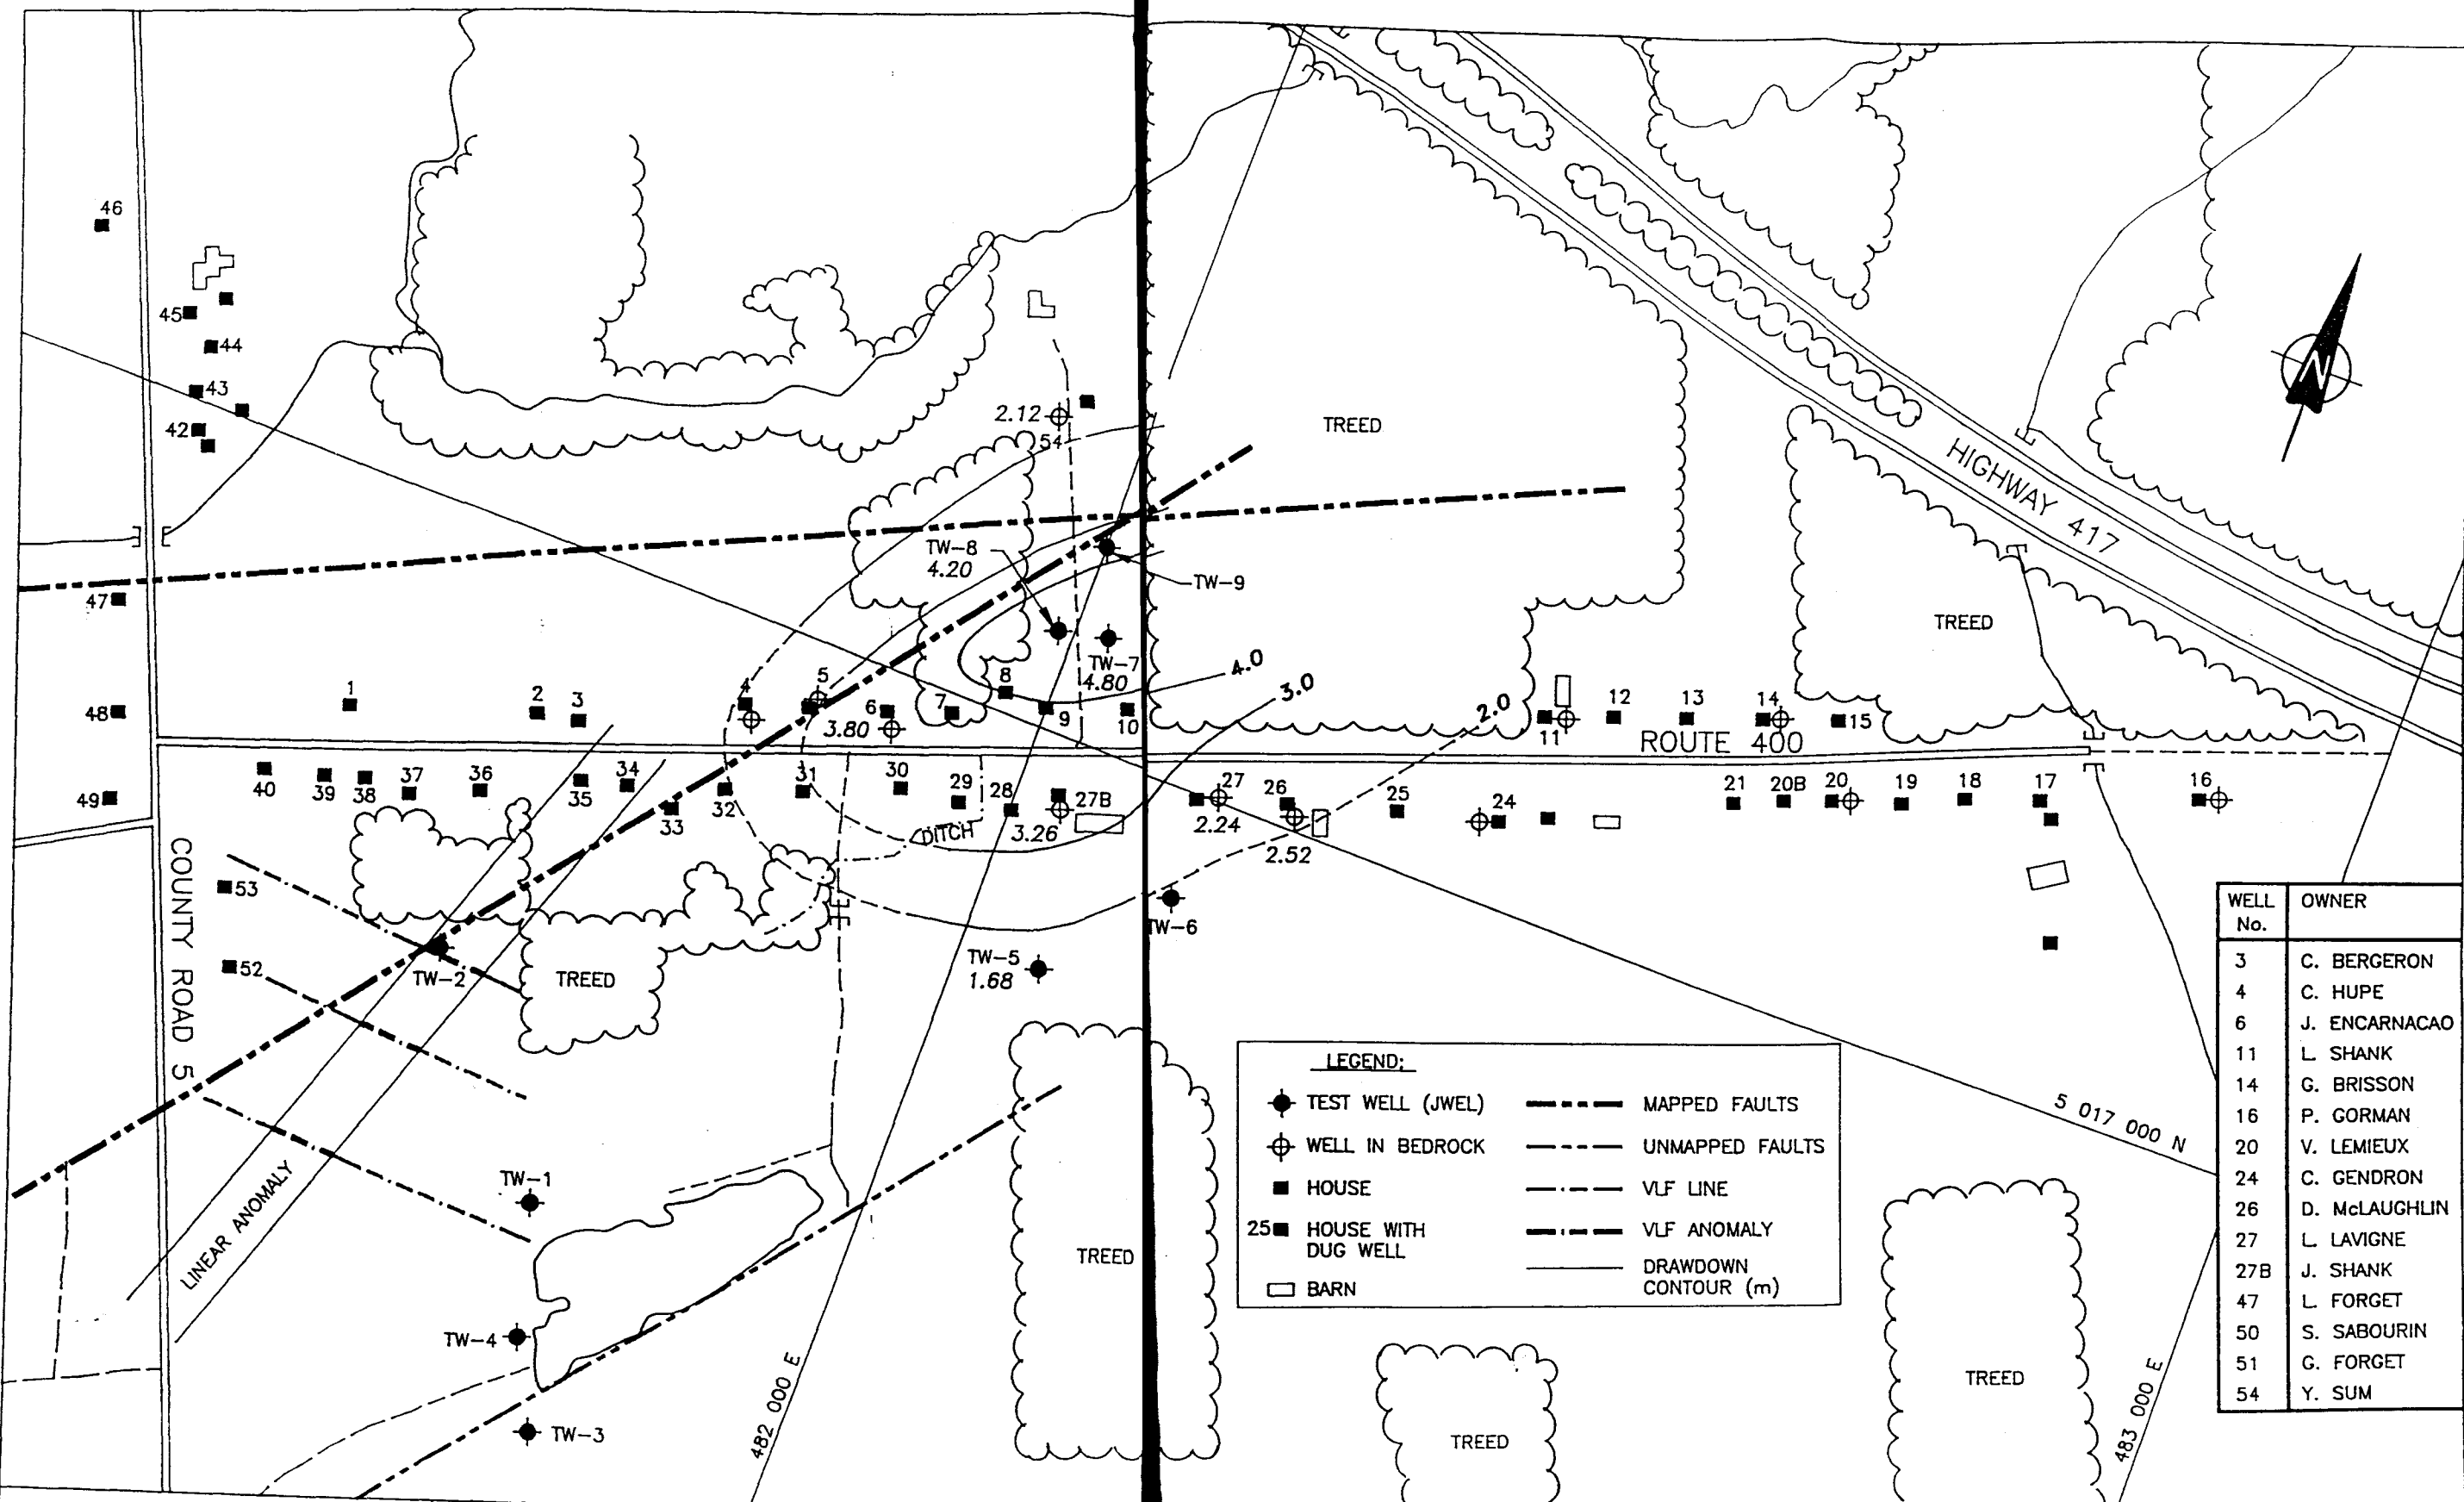 46
45
44
43
42
2.12
54
TREED
HIGHWAY 417
N
TW-8
4.20
TW-9
47
TREED
TW-7
4.80
4.0
3.0
2.0
48
1
2
3
4
5
6
3.80
7
8
9
10
11
12
13
14
15
ROUTE 400
49
40
39
38
37
36
35
34
33
32
31
30
29
28
3.26
27B
27
2.24
26
2.52
25
24
21
20B
20
19
18
17
16
DITCH
COUNTY ROAD 5
53
52
TW-2
TREED
TW-5
1.68
TW-6
LINEAR ANOMALY
TW-1
TW-4
TW-3
TREED
TREED
TREED
482 000 E
483 000 E
5 017 000 N
LEGEND:
TEST WELL (JWEL)
WELL IN BEDROCK
HOUSE
25 HOUSE WITH
DUG WELL
BARN
MAPPED FAULTS
UNMAPPED FAULTS
VLF LINE
VLF ANOMALY
DRAWDOWN
CONTOUR (m)
WELL No. OWNER
3 C. BERGERON
4 C. HUPE
6 J. ENCARNACAO
11 L SHANK
14 G. BRISSON
16 P. GORMAN
20 V. LEMIEUX
24 C. GENDRON
26 D. McLAUGHLIN
27 L. LAVIGNE
27B J. SHANK
47 L. FORGET
50 S. SABOURIN
51 G. FORGET
54 Y. SUM